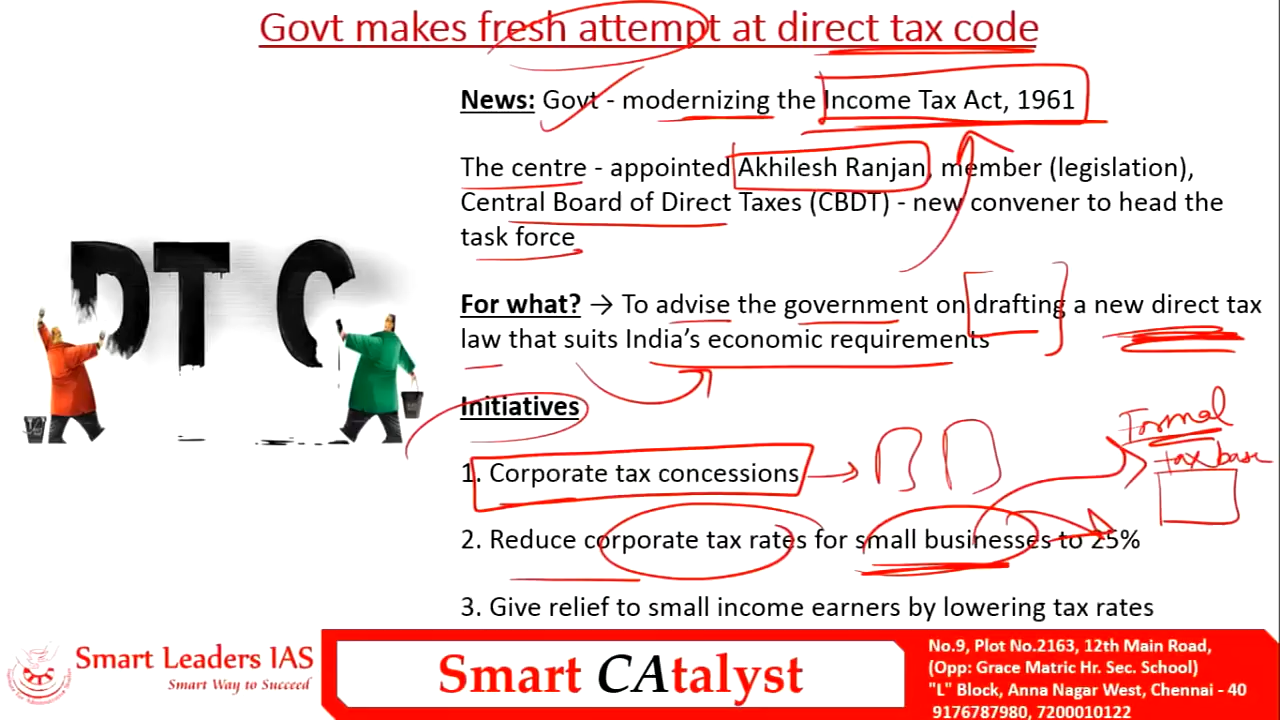 Govt makes fresh attempt at direct tax code
News: Govt - modernizing the Income Tax Act, 1961
The centre - appointed Akhilesh Ranjan, member (legislation),
Central Board of Direct Taxes (CBDT) - new convener to head the
task force
DTC
For what? → To advise the government on drafting a new direct tax
law that suits India's economic requirements
Initiatives
Formal
tax base
1. Corporate tax concessions
2. Reduce corporate tax rates for small businesses to 25%
3. Give relief to small income earners by lowering tax rates
Smart Leaders IAS
Smart Way to Succeed
Smart CAtalyst
No.9, Plot No.2163, 12th Main Road,
(Opp: Grace Matric Hr. Sec. School)
"L" Block, Anna Nagar West, Chennai - 40
9176787980, 7200010122